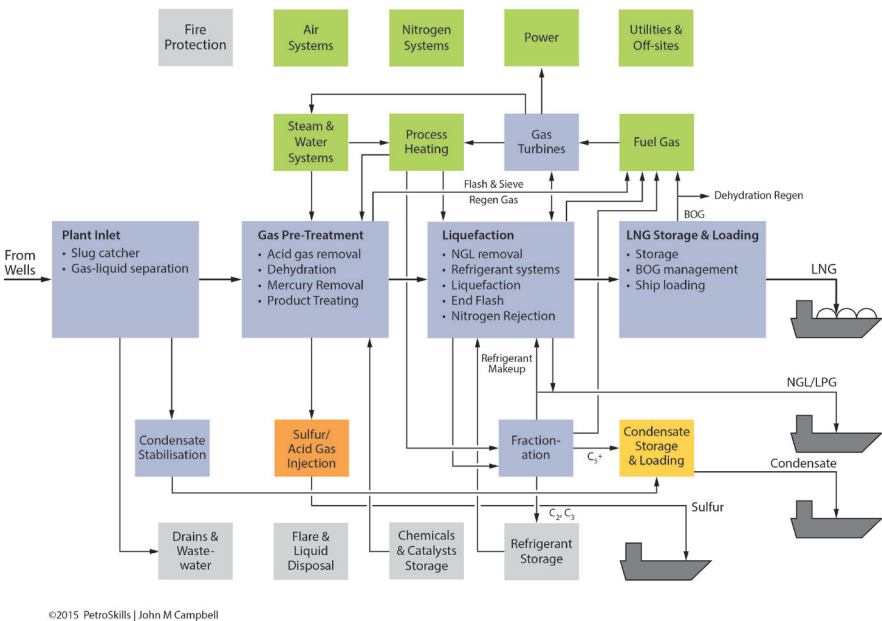 Fire
Protection
Air
Systems
Nitrogen
Systems
Power
Utilities &
Off-sites
Steam &
Water
Systems
Process
Heating
Gas
Turbines
Fuel Gas
Flash & Sieve
Regen Gas
Dehydration Regen
BOG
From
Wells
Plant Inlet
• Slug catcher
• Gas-liquid separation
Gas Pre-Treatment
• Acid gas removal
• Dehydration
• Mercury Removal
• Product Treating
Liquefaction
• NGL removal
• Refrigerant systems
• Liquefaction
• End Flash
• Nitrogen Rejection
LNG Storage & Loading
• Storage
• BOG management
• Ship loading
LNG
Refrigerant
Makeup
NGL/LPG
Condensate
Stabilisation
Sulfur/
Acid Gas
Injection
Fraction-
ation
C₅+
Condensate
Storage
& Loading
Condensate
Sulfur
C₂, C₃
Drains &
Waste-
water
Flare &
Liquid
Disposal
Chemicals
& Catalysts
Storage
Refrigerant
Storage
©2015 PetroSkills | John M Campbell